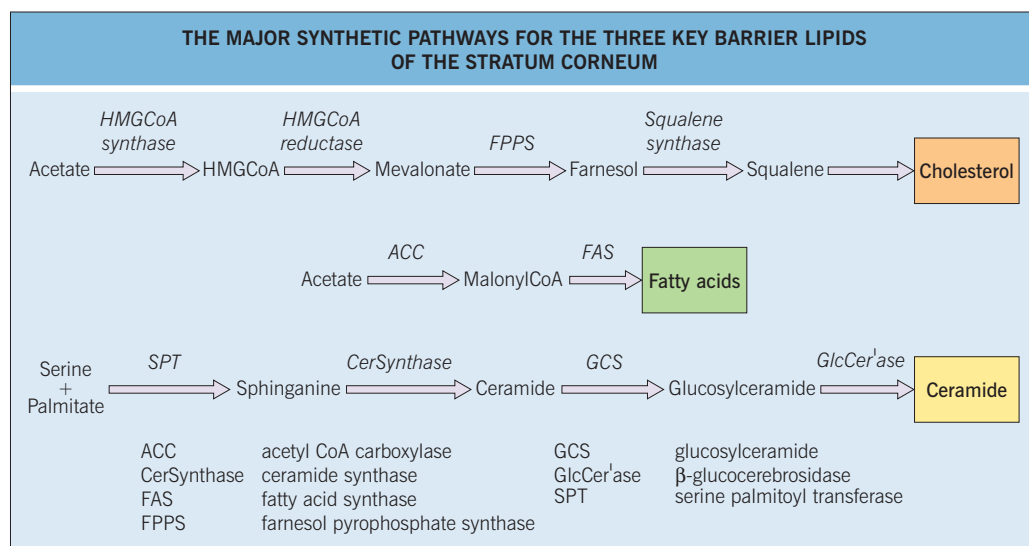 THE MAJOR SYNTHETIC PATHWAYS FOR THE THREE KEY BARRIER LIPIDS
OF THE STRATUM CORNEUM
HMGCoA synthase
HMGCoA reductase
FPPS
Squalene synthase
Acetate HMGCoA Mevalonate Farnesol Squalene Cholesterol
ACC FAS
Acetate MalonylCoA Fatty acids
SPT CerSynthase GCS GlcCer'ase
Serine
+
Palmitate
Sphinganine Ceramide Glucosylceramide Ceramide
ACC acetyl CoA carboxylase
CerSynthase ceramide synthase
FAS fatty acid synthase
FPPS farnesol pyrophosphate synthase
GCS glucosylceramide
GlcCer'ase β-glucocerebrosidase
SPT serine palmitoyl transferase